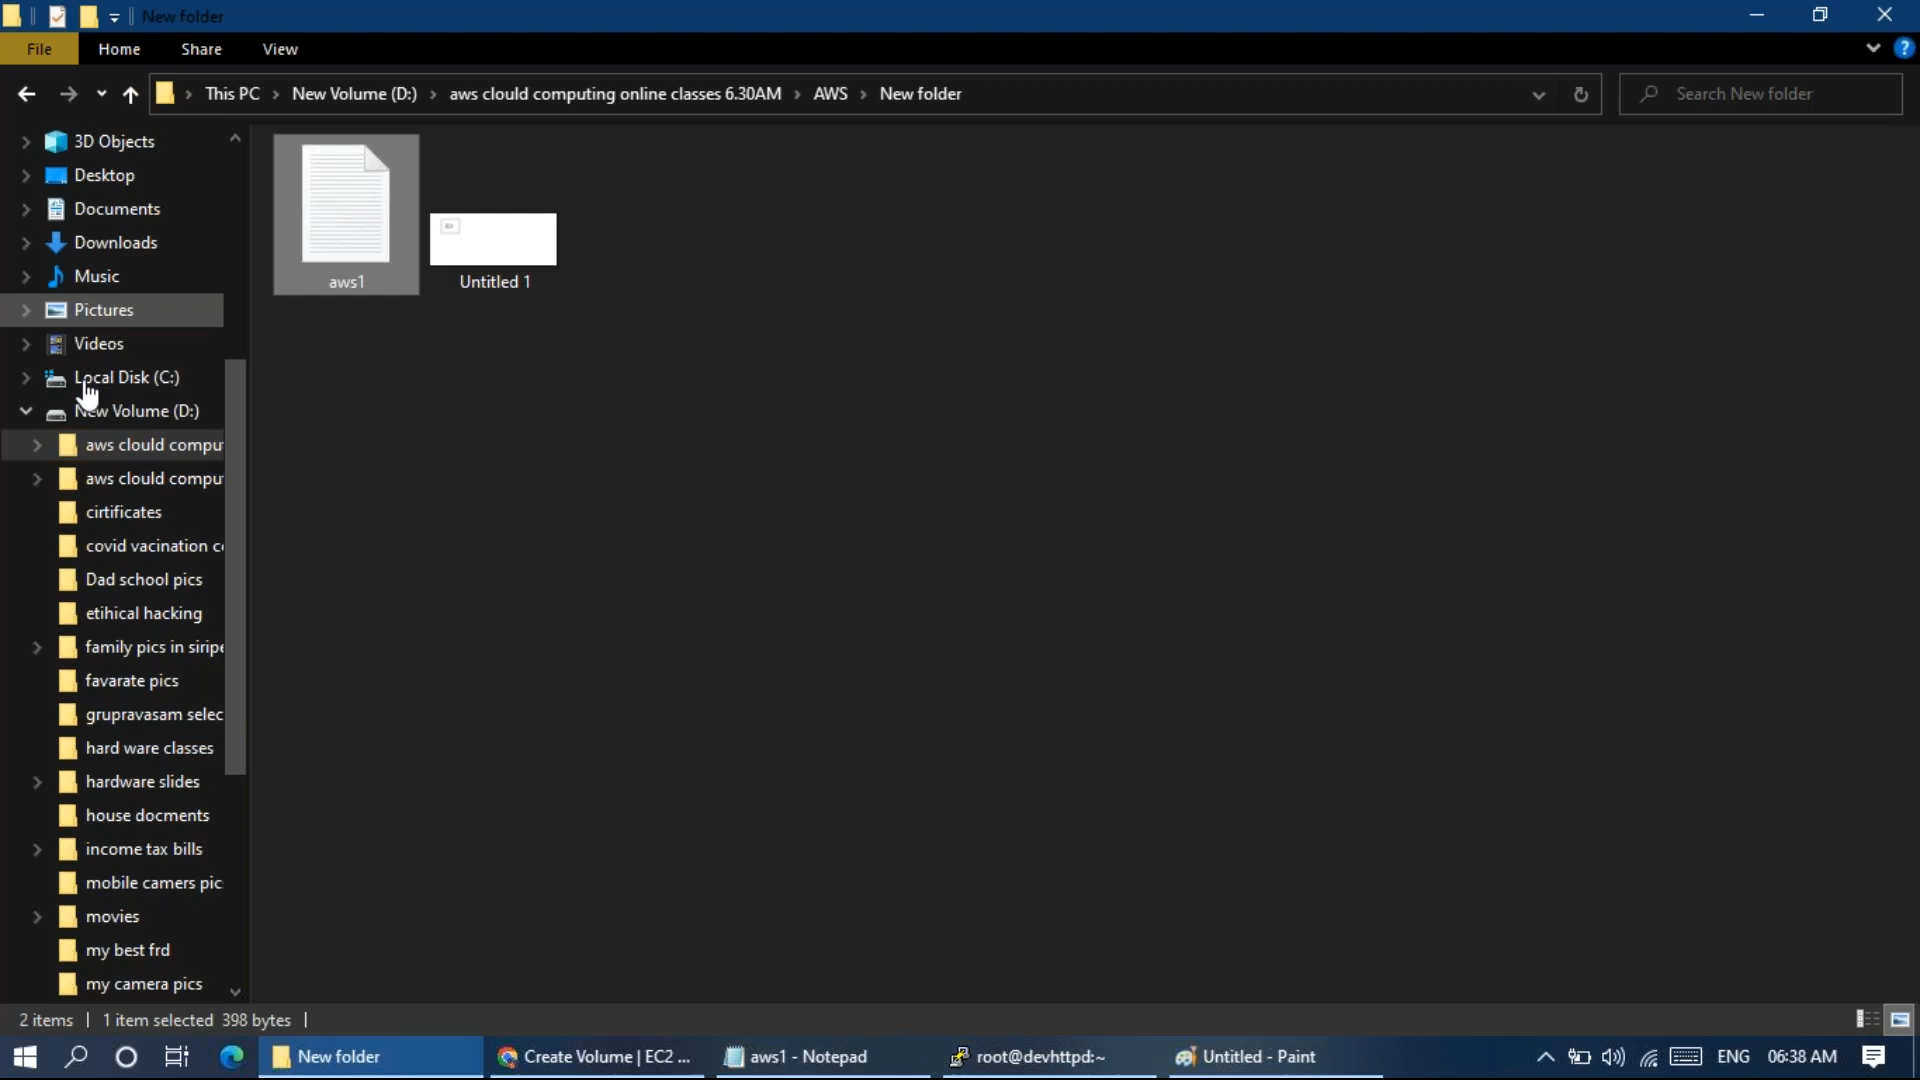 New folder
File Home Share View
This PC New Volume (D:) aws clould computing online classes 6.30AM AWS New folder
Search New folder
3D Objects
Desktop
Documents
Downloads
Music
Pictures
Videos
Local Disk (C:)
New Volume (D:)
aws clould compu
aws clould compu
cirtificates
covid vacination c
Dad school pics
etihical hacking
family pics in siripe
favarate pics
grupravasam selec
hard ware classes
hardware slides
house docments
income tax bills
mobile camers pic
movies
my best frd
my camera pics
aws1
Untitled 1
2 items 1 item selected 398 bytes
New folder Create Volume | EC2 ... aws1 - Notepad root@devhttpd:~ Untitled - Paint ENG 06:38 AM